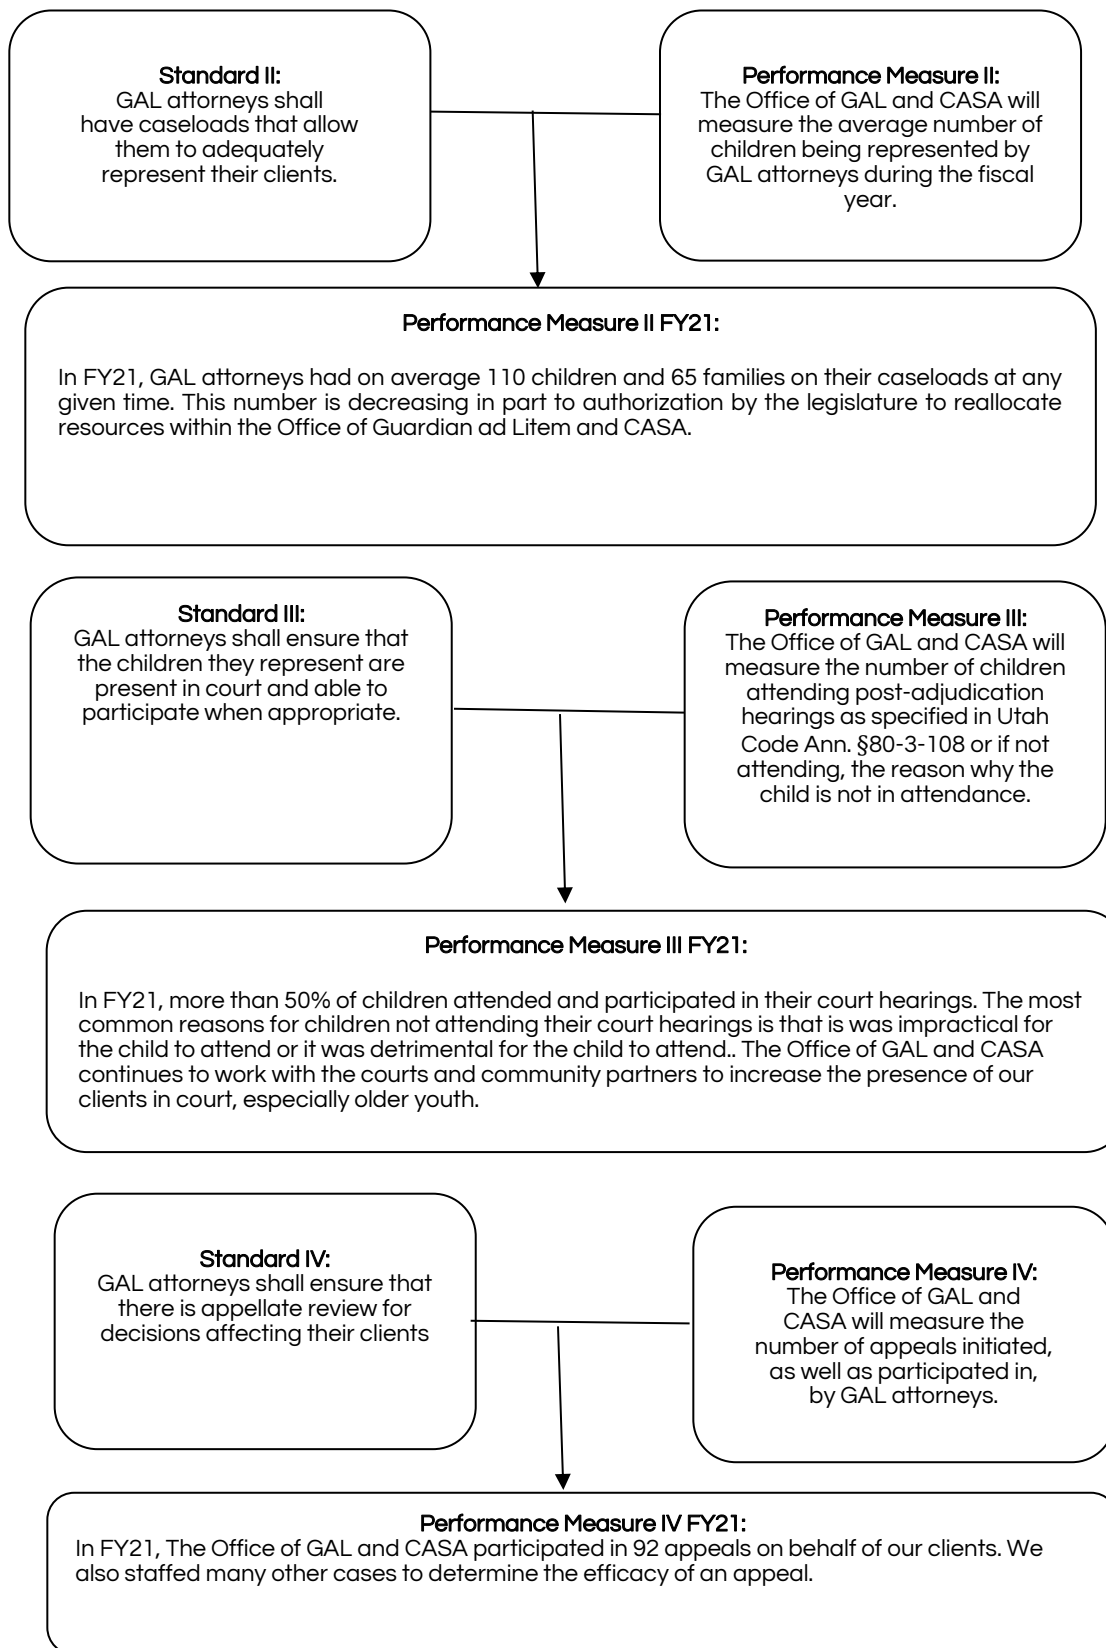 Standard II:
GAL attorneys shall
have caseloads that allow
them to adequately
represent their clients.
Performance Measure II:
The Office of GAL and CASA will
measure the average number of
children being represented by
GAL attorneys during the fiscal
year.
Performance Measure II FY21:
In FY21, GAL attorneys had on average 110 children and 65 families on their caseloads at any
given time. This number is decreasing in part to authorization by the legislature to reallocate
resources within the Office of Guardian ad Litem and CASA.
Standard III:
GAL attorneys shall ensure that
the children they represent are
present in court and able to
participate when appropriate.
Performance Measure III:
The Office of GAL and CASA will
measure the number of children
attending post-adjudication
hearings as specified in Utah
Code Ann. §80-3-108 or if not
attending, the reason why the
child is not in attendance.
Performance Measure III FY21:
In FY21, more than 50% of children attended and participated in their court hearings. The most
common reasons for children not attending their court hearings is that is was impractical for
the child to attend or it was detrimental for the child to attend.. The Office of GAL and CASA
continues to work with the courts and community partners to increase the presence of our
clients in court, especially older youth.
Standard IV:
GAL attorneys shall ensure that
there is appellate review for
decisions affecting their clients
Performance Measure IV:
The Office of GAL and
CASA will measure the
number of appeals initiated,
as well as participated in,
by GAL attorneys.
Performance Measure IV FY21:
In FY21, The Office of GAL and CASA participated in 92 appeals on behalf of our clients. We
also staffed many other cases to determine the efficacy of an appeal.